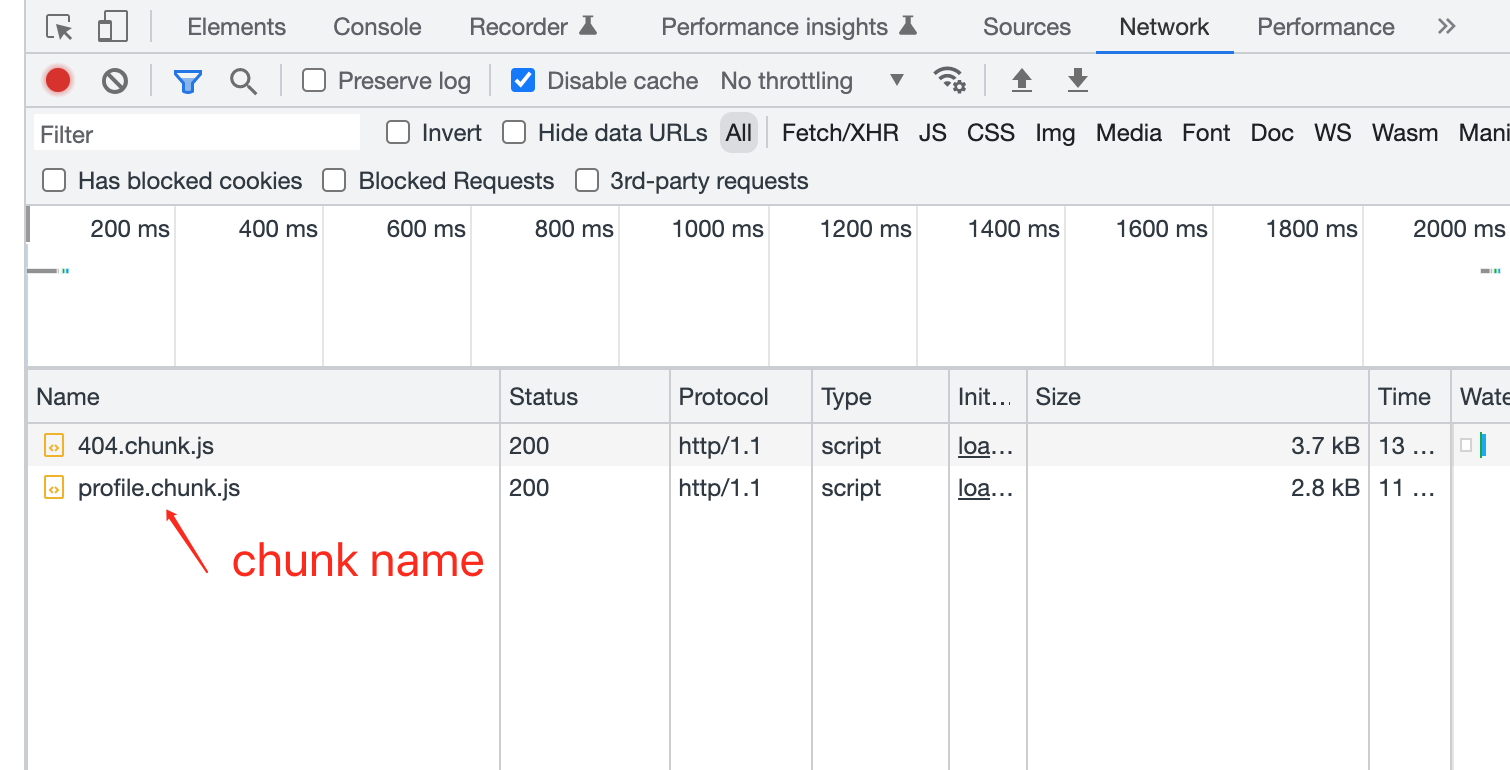 Elements Console Recorder Performance insights Sources Network Performance
Preserve log Disable cache No throttling
Filter Invert Hide data URLs All Fetch/XHR JS CSS Img Media Font Doc WS Wasm Mani
Has blocked cookies Blocked Requests 3rd-party requests
200 ms 400 ms 600 ms 800 ms 1000 ms 1200 ms 1400 ms 1600 ms 1800 ms 2000 ms
Name Status Protocol Type Init... Size Time Wate
404.chunk.js 200 http/1.1 script loa... 3.7 kB 13 ...
profile.chunk.js 200 http/1.1 script loa... 2.8 kB 11 ...
chunk name